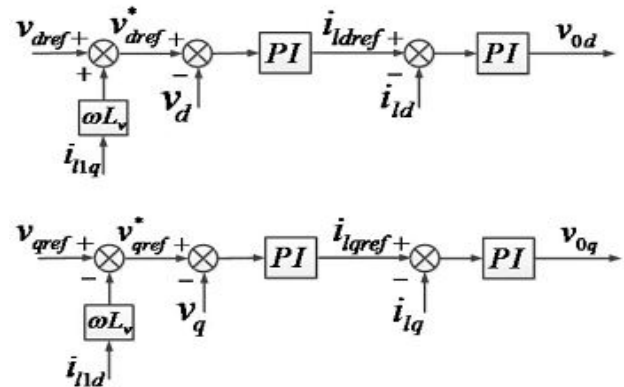 v_dref + v*_dref + PI i_ldref + PI v_0d
+ − −
v_d i_ld
ωL_v
i_l1q
v_qref + v*_qref + PI i_lqref + PI v_0q
− − −
v_q i_lq
ωL_v
i_l1d